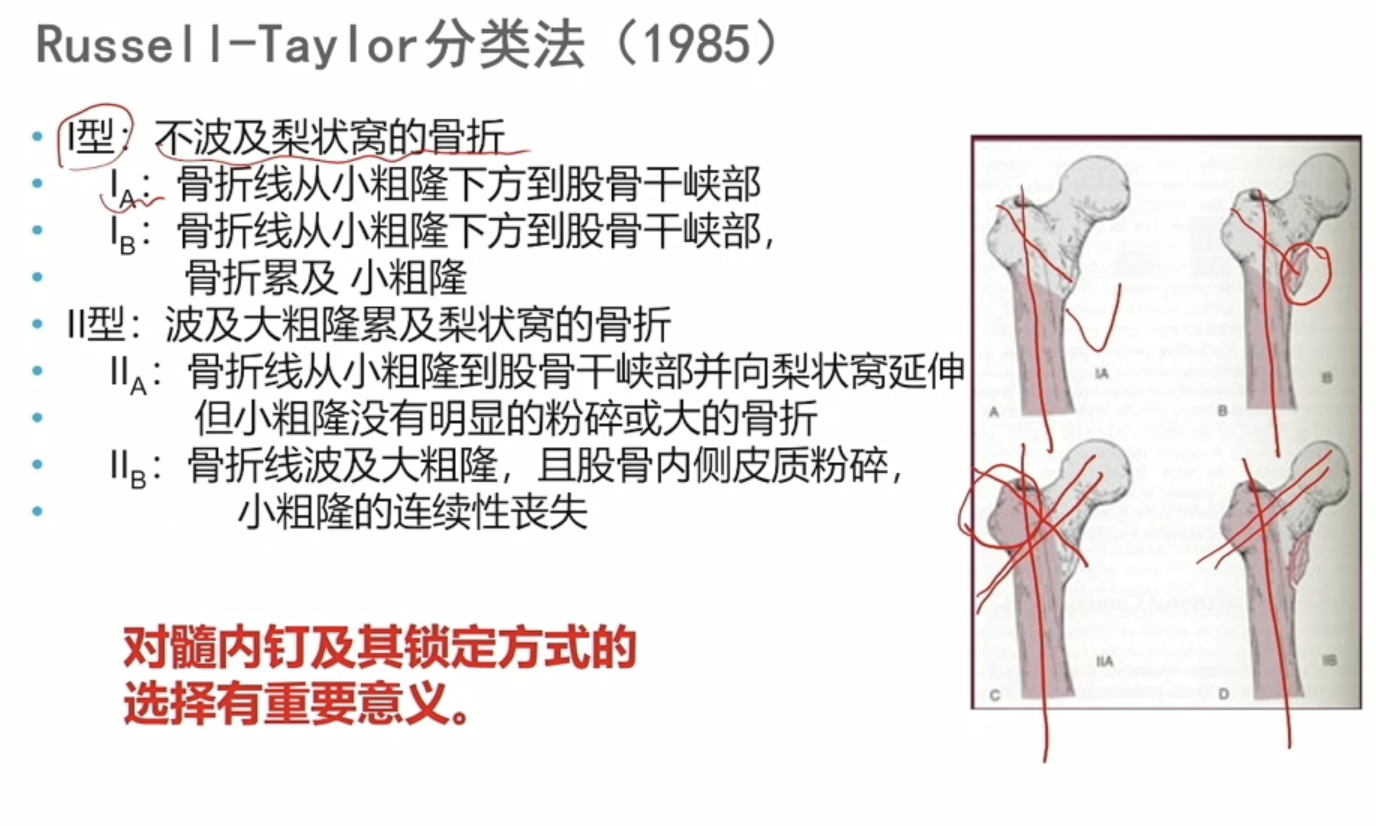 Russell-Taylor分类法（1985）
• I型：不波及梨状窝的骨折
• IA：骨折线从小粗隆下方到股骨干峡部
• IB：骨折线从小粗隆下方到股骨干峡部，
• 骨折累及 小粗隆
• II型：波及大粗隆累及梨状窝的骨折
• IIA：骨折线从小粗隆到股骨干峡部并向梨状窝延伸
• 但小粗隆没有明显的粉碎或大的骨折
• IIB：骨折线波及大粗隆，且股骨内侧皮质粉碎，
• 小粗隆的连续性丧失
对髓内钉及其锁定方式的
选择有重要意义。
IA
IB
A
B
IIA
IIB
C
D